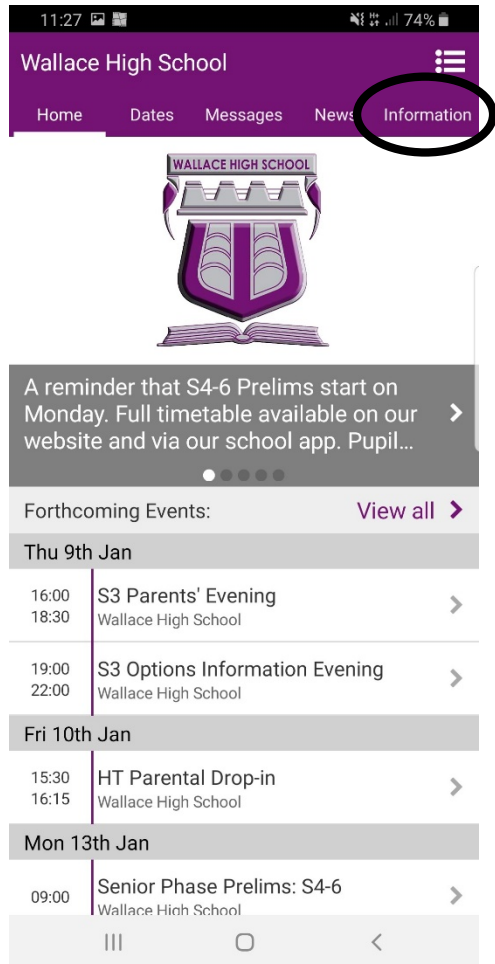 11:27 74%
Wallace High School
Home Dates Messages News Information
WALLACE HIGH SCHOOL
A reminder that S4-6 Prelims start on
Monday. Full timetable available on our
website and via our school app. Pupil...
Forthcoming Events: View all
Thu 9th Jan
16:00 S3 Parents' Evening
18:30 Wallace High School
19:00 S3 Options Information Evening
22:00 Wallace High School
Fri 10th Jan
15:30 HT Parental Drop-in
16:15 Wallace High School
Mon 13th Jan
09:00 Senior Phase Prelims: S4-6
Wallace High School